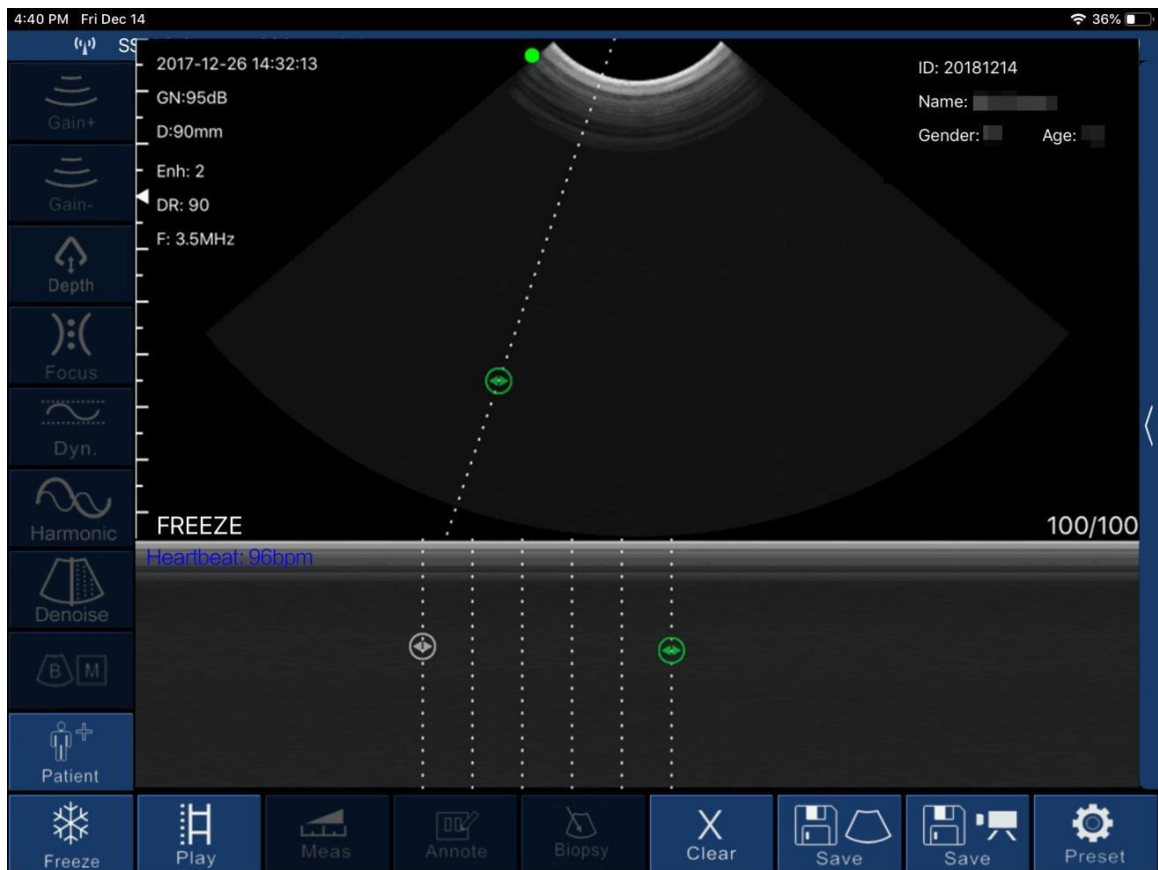 4:40 PM Fri Dec 14
36%
SS
2017-12-26 14:32:13
GN:95dB
D:90mm
Enh: 2
DR: 90
F: 3.5MHz
ID: 20181214
Name:
Gender: Age:
Gain+
Gain-
Depth
Focus
Dyn.
Harmonic
Denoise
B M
Patient
FREEZE
100/100
Heartbeat: 96bpm
Freeze
Play
Meas
Annote
Biopsy
X
Clear
Save
Save
Preset